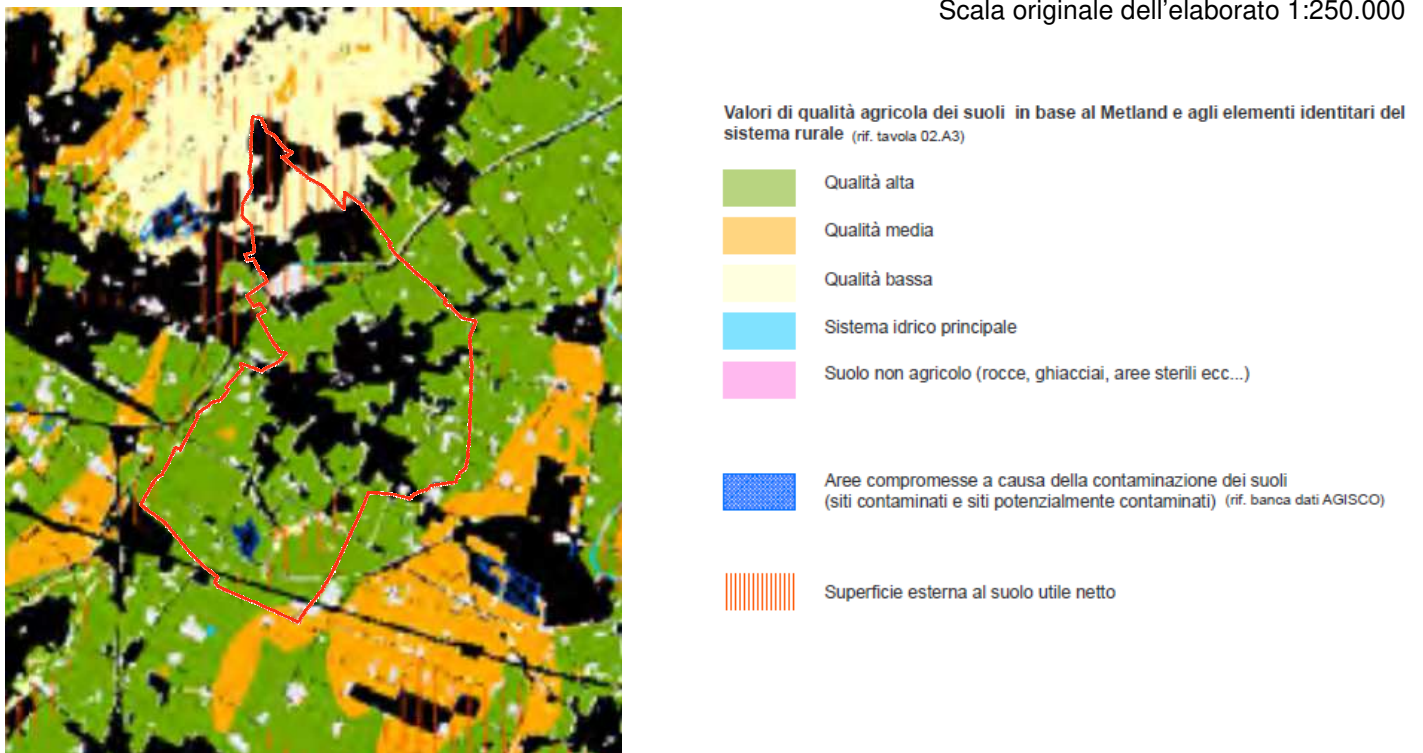 Scala originale dell'elaborato 1:250.000
Valori di qualità agricola dei suoli in base al Metland e agli elementi identitari del
sistema rurale (rif. tavola 02.A3)
Qualità alta
Qualità media
Qualità bassa
Sistema idrico principale
Suolo non agricolo (rocce, ghiacciai, aree sterili ecc...)
Aree compromesse a causa della contaminazione dei suoli
(siti contaminati e siti potenzialmente contaminati) (rif. banca dati AGISCO)
Superficie esterna al suolo utile netto